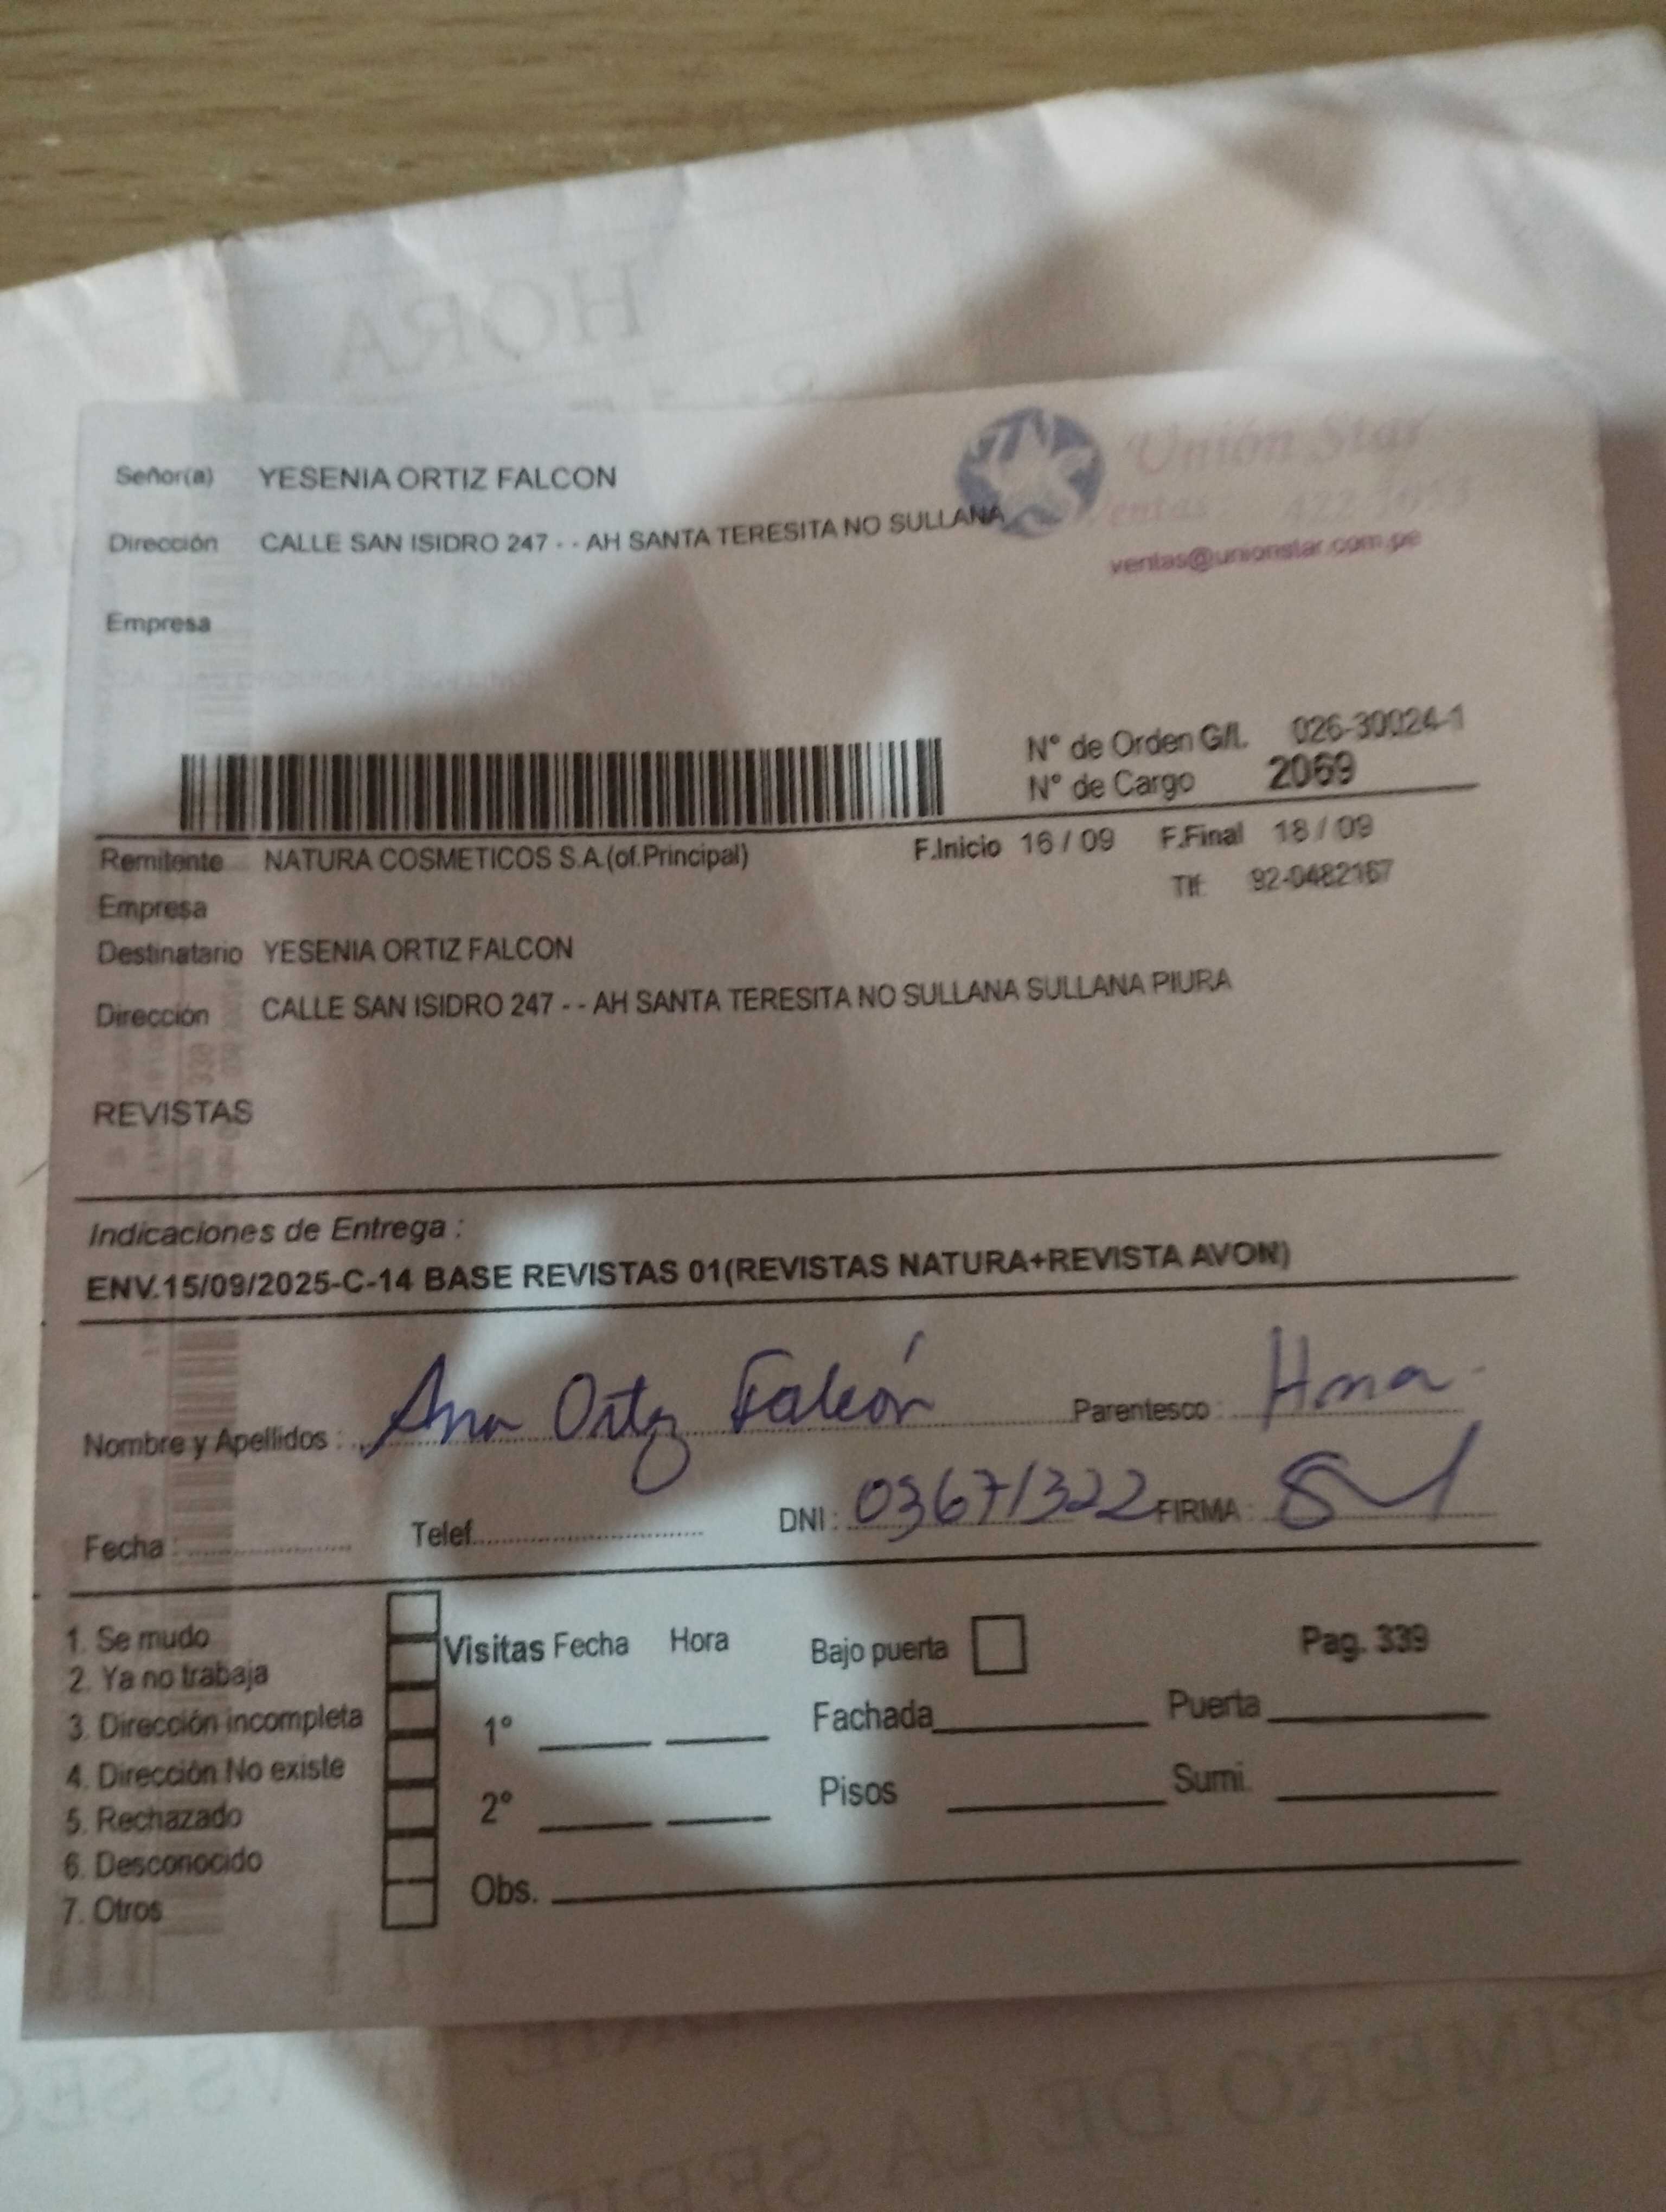 HORA
Unión Star
Señor(a) YESENIA ORTIZ FALCON
Ventas
Dirección CALLE SAN ISIDRO 247 - - AH SANTA TERESITA NO SULLANA
ventas@unionstar.com.pe
Empresa
N° de Orden G/L 026-30024-1
N° de Cargo 2069
Remitente NATURA COSMETICOS S.A.(of.Principal) F.Inicio 16 / 09 F.Final 18 / 09
Tlf: 92-0482167
Empresa
Destinatario YESENIA ORTIZ FALCON
Dirección CALLE SAN ISIDRO 247 - - AH SANTA TERESITA NO SULLANA SULLANA PIURA
REVISTAS
Indicaciones de Entrega :
ENV.15/09/2025-C-14 BASE REVISTAS 01(REVISTAS NATURA+REVISTA AVON)
Nombre y Apellidos : Ana Ortiz Falcón Parentesco : Hma.
Fecha : Telef. DNI : 03671322 FIRMA :
1. Se mudo
2. Ya no trabaja
3. Dirección incompleta
4. Dirección No existe
5. Rechazado
6. Desconocido
7. Otros
Visitas Fecha Hora Bajo puerta Pag. 339
1° Fachada Puerta
2° Pisos Sumi.
Obs.
PRIMERO DE LA SERIE